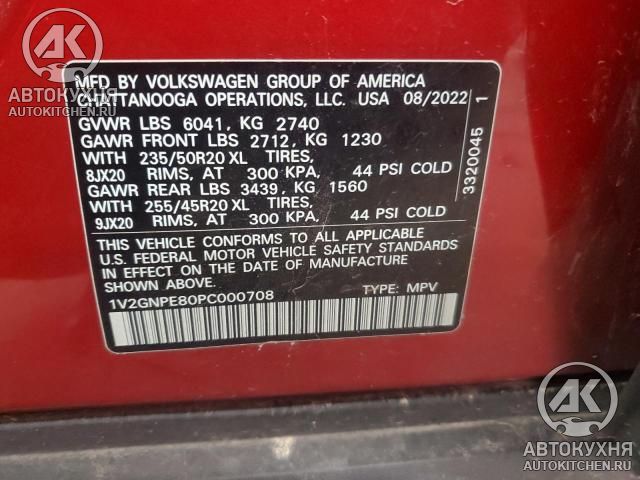 АК
АВТОКУХНЯ
AUTOKITCHEN.RU
MFD BY VOLKSWAGEN GROUP OF AMERICA
CHATTANOOGA OPERATIONS, LLC. USA 08/2022
GVWR LBS 6041, KG 2740
GAWR FRONT LBS 2712, KG 1230
WITH 235/50R20 XL TIRES,
8JX20 RIMS, AT 300 KPA, 44 PSI COLD
GAWR REAR LBS 3439, KG 1560
WITH 255/45R20 XL TIRES,
9JX20 RIMS, AT 300 KPA, 44 PSI COLD
THIS VEHICLE CONFORMS TO ALL APPLICABLE
U.S. FEDERAL MOTOR VEHICLE SAFETY STANDARDS
IN EFFECT ON THE DATE OF MANUFACTURE
SHOWN ABOVE.
1V2GNPE80PC000708 TYPE: MPV
3320045 1
АК
АВТОКУХНЯ
AUTOKITCHEN.RU